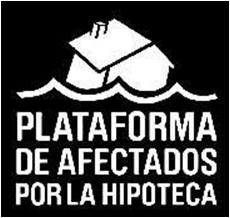 PLATAFORMA
DE AFECTADOS
POR LA HIPOTECA